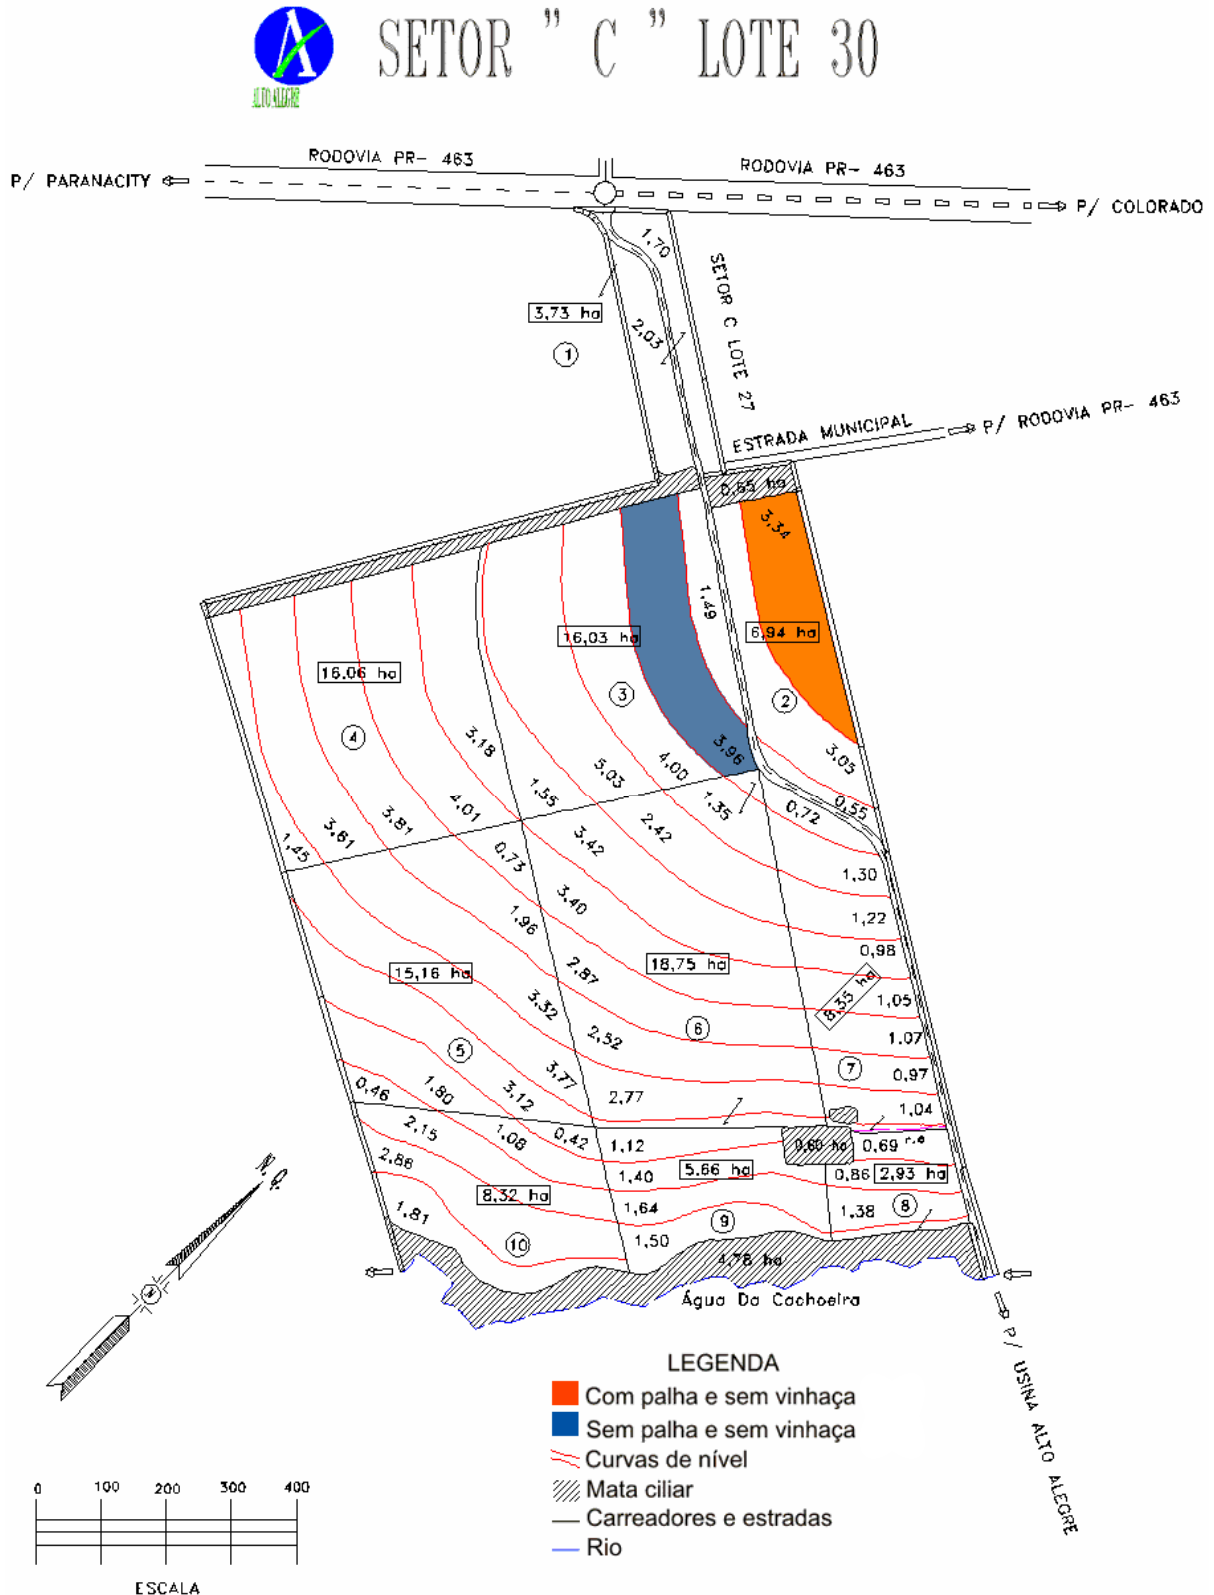 SETOR " C " LOTE 30
ALTO ALEGRE
RODOVIA PR- 463
RODOVIA PR- 463
P/ PARANACITY
P/ COLORADO
1,70
SETOR C LOTE 27
3,73 ha
2,03
1
P/ RODOVIA PR- 463
ESTRADA MUNICIPAL
0,55 ha
3,34
1,49
16,03 ha
6,94 ha
16,06 ha
3
2
4
3,18
3,96
3,05
5,03
4,00
1,55
1,35
4,01
0,72
0,55
3,81
2,42
3,61
3,42
1,45
0,73
1,30
3,40
1,96
1,22
0,98
15,16 ha
18,75 ha
2,87
8,35 ha
1,05
3,32
6
2,52
1,07
5
7
3,77
0,97
0,46
1,80
3,12
2,77
1,04
2,15
1,08
0,42
1,12
0,60 ha
0,69
r.e
2,86
1,40
5,66 ha
0,86
2,93 ha
8,32 ha
1,81
1,64
9
1,38
8
10
1,50
4,78 ha
Água Da Cachoeira
N Q
N
P/ USINA ALTO ALEGRE
LEGENDA
Com palha e sem vinhaça
Sem palha e sem vinhaça
Curvas de nível
Mata ciliar
Carreadores e estradas
Rio
0 100 200 300 400
ESCALA